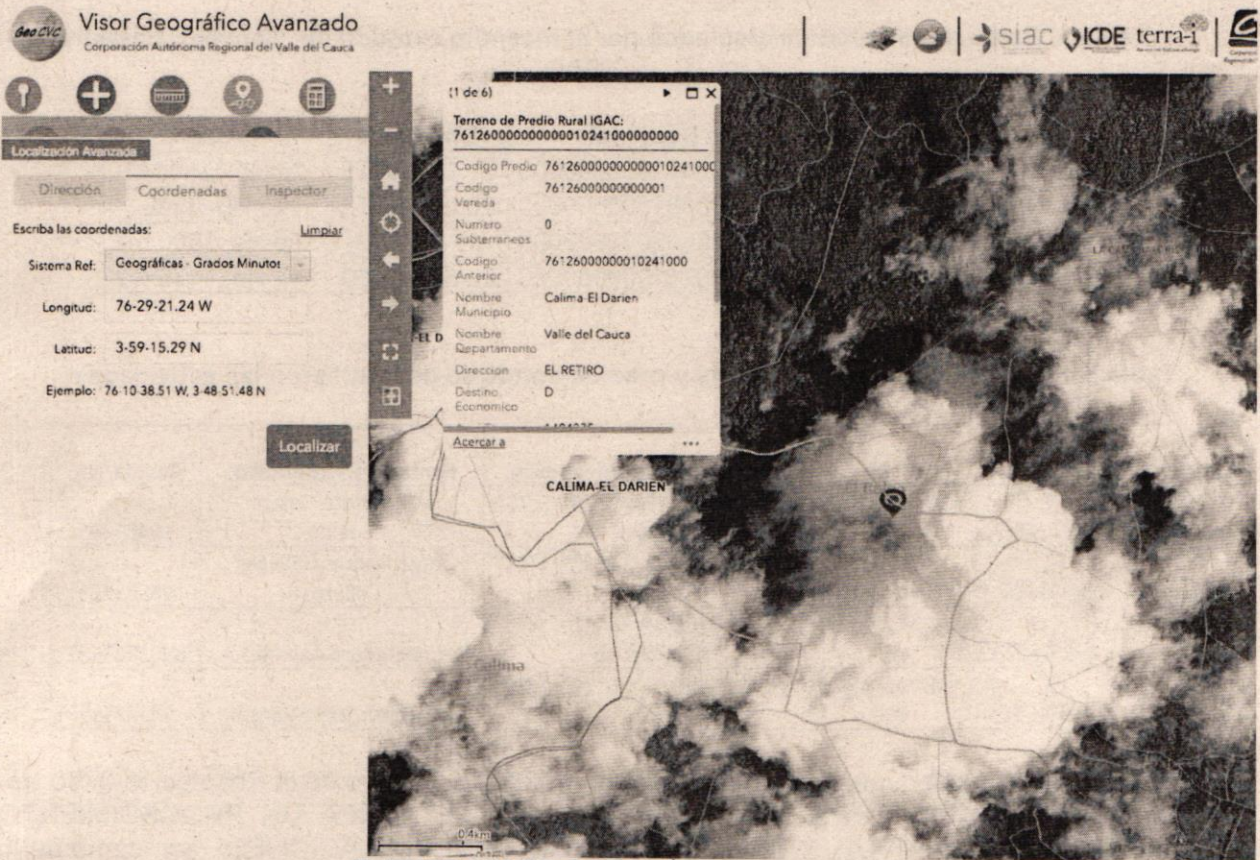 GeoCVC
Visor Geográfico Avanzado
Corporación Autónoma Regional del Valle del Cauca
siac
ICDE
terra-i
Localización Avanzada
Dirección
Coordenadas
Inspector
Escriba las coordenadas:
Limpiar
Sistema Ref:
Geográficas - Grados Minutos
Longitud:
76-29-21.24 W
Latitud:
3-59-15.29 N
Ejemplo: 76-10-38.51 W, 3-48-51.48 N
Localizar
(1 de 6)
Terreno de Predio Rural IGAC:
Codigo Predio
Codigo Vereda
76126000000000001
Numero Subterraneos
0
Codigo Anterior
76126000000010241000
Nombre Municipio
Calima-El Darien
Nombre Departamento
Valle del Cauca
Direccion
EL RETIRO
Destino Economico
D
Acercar a
EL D
CALIMA-EL DARIEN
Calima
0.4km